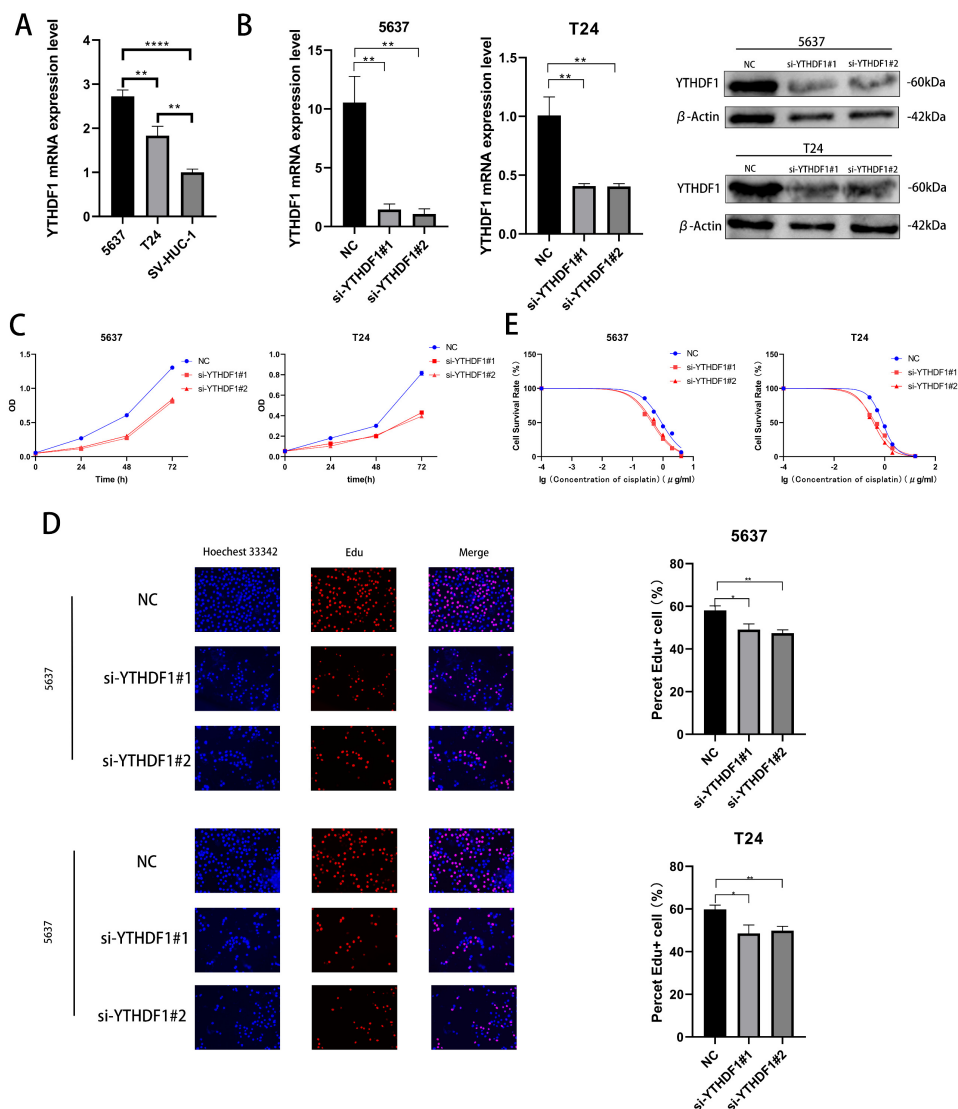 A
YTHDF1 mRNA expression level
4
3
2
1
0
****
**
**
5637
T24
SV-HUC-1
B
5637
YTHDF1 mRNA expression level
15
10
5
0
**
**
NC
si-YTHDF1#1
si-YTHDF1#2
T24
YTHDF1 mRNA expression level
1.5
1.0
0.5
0.0
**
**
NC
si-YTHDF1#1
si-YTHDF1#2
5637
NC si-YTHDF1#1 si-YTHDF1#2
YTHDF1 -60kDa
β-Actin -42kDa
T24
NC si-YTHDF1#1 si-YTHDF1#2
YTHDF1 -60kDa
β-Actin -42kDa
C
5637
OD
1.5
1.0
0.5
0.0
0 24 48 72
Time (h)
NC
si-YTHDF1#1
si-YTHDF1#2
T24
OD
1.0
0.8
0.6
0.4
0.2
0.0
0 24 48 72
time(h)
NC
si-YTHDF1#1
si-YTHDF1#2
E
5637
Cell Survival Rate (%)
150
100
50
0
-4 -3 -2 -1 0 1
lg (Concentration of cisplatin) ( μ g/ml)
NC
si-YTHDF1#1
si-YTHDF1#2
T24
Cell Survival Rate (%)
150
100
50
0
-4 -2 0 2
lg (Concentration of cisplatin) ( μ g/ml)
NC
si-YTHDF1#1
si-YTHDF1#2
D
Hoechest 33342 Edu Merge
5637
NC
si-YTHDF1#1
si-YTHDF1#2
5637
NC
si-YTHDF1#1
si-YTHDF1#2
5637
Percet Edu+ cell (%)
80
60
40
20
0
**
*
NC
si-YTHDF1#1
si-YTHDF1#2
T24
Percet Edu+ cell (%)
80
60
40
20
0
**
*
NC
si-YTHDF1#1
si-YTHDF1#2